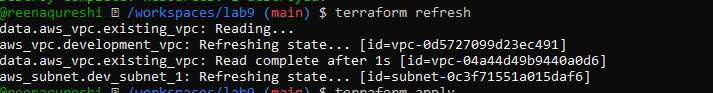 @reenaqureshi /workspaces/lab9 (main) $ terraform refresh
data.aws_vpc.existing_vpc: Reading...
aws_vpc.development_vpc: Refreshing state... [id=vpc-0d5727099d23ec491]
data.aws_vpc.existing_vpc: Read complete after 1s [id=vpc-04a44d49b9440a0d6]
aws_subnet.dev_subnet_1: Refreshing state... [id=subnet-0c3f71551a015daf6]
@reenaqureshi /workspaces/lab9 (main) $ terraform apply